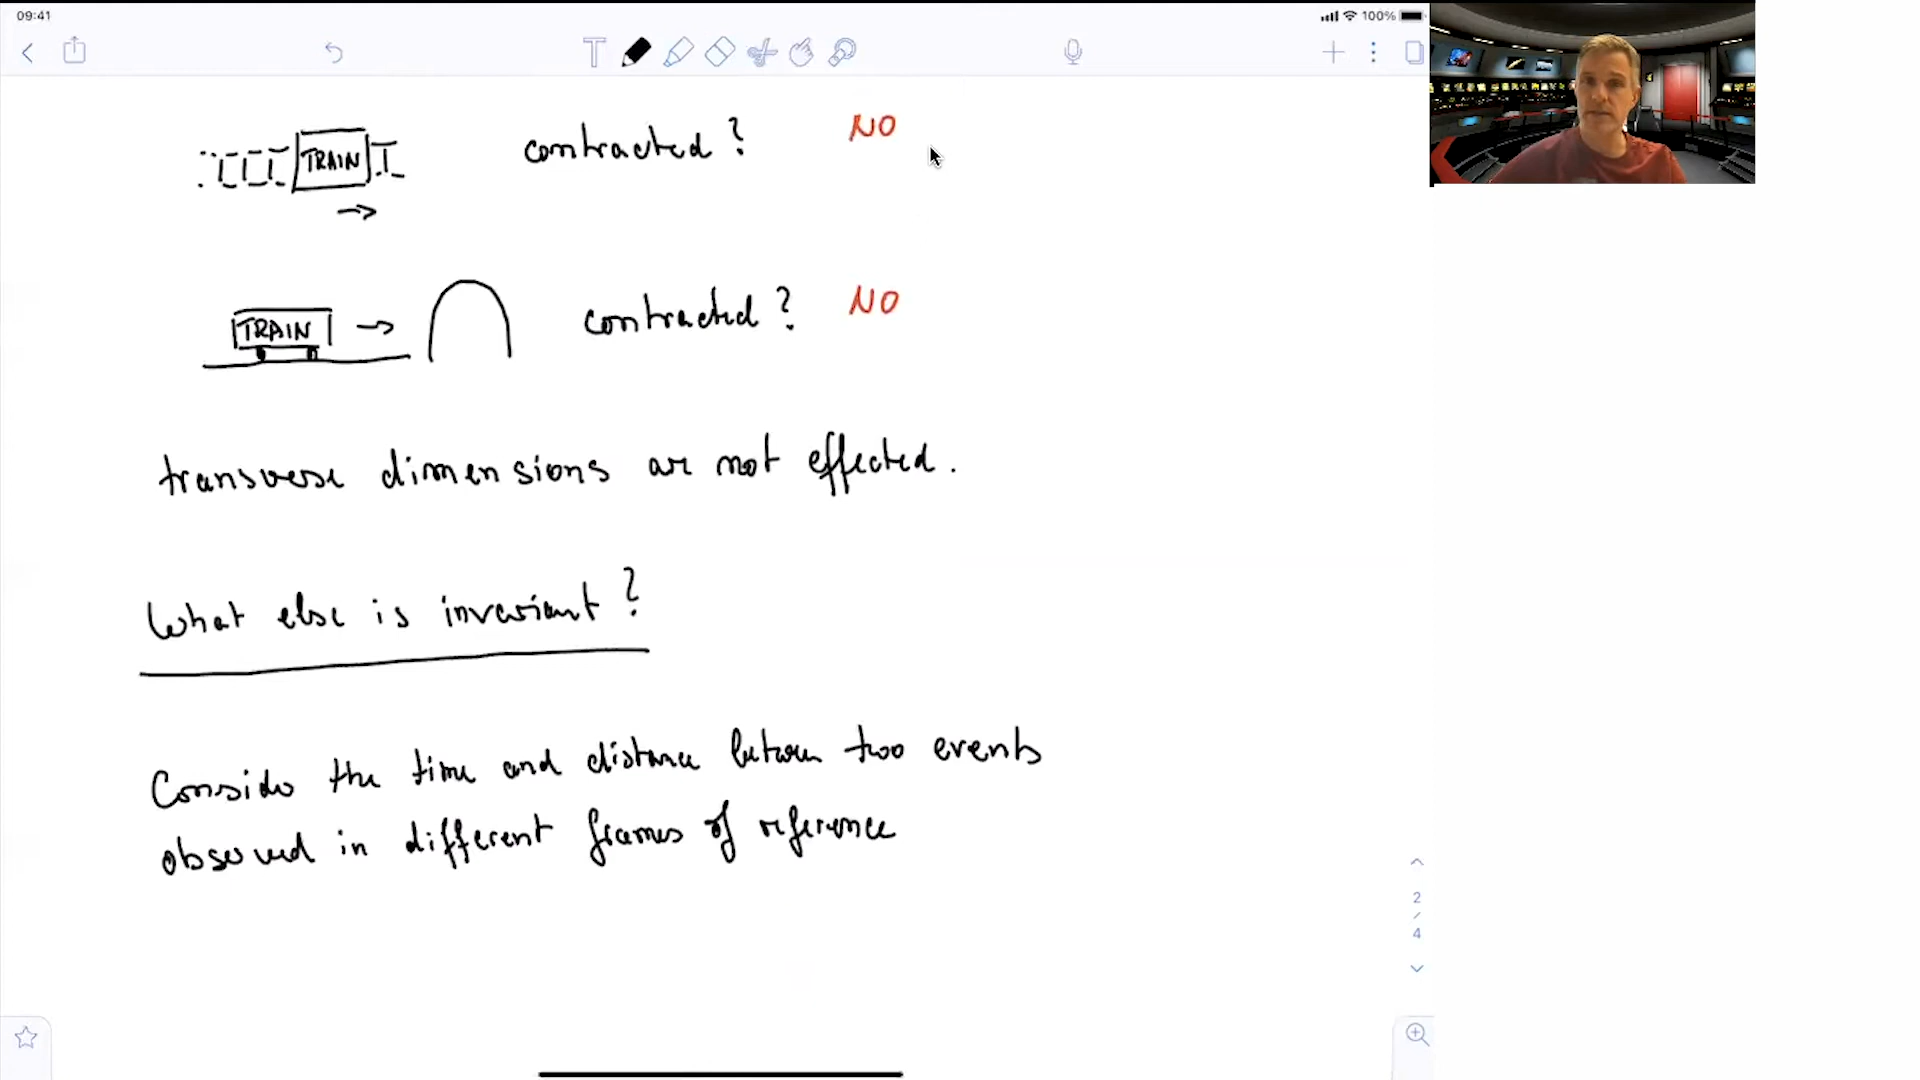 09:41
100%
TRAIN
contracted?
NO
TRAIN
contracted?
NO
transverse dimensions are not effected.
What else is invariant?
Consider the time and distance between two events
observed in different frames of reference
2
/
4